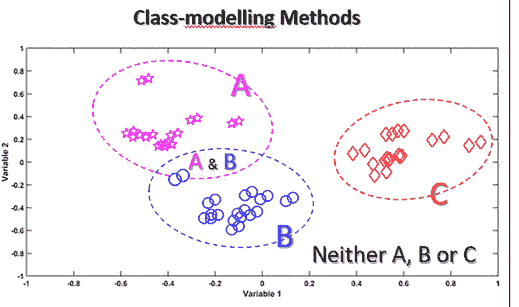 Class-modelling Methods
1
0.8
0.6
0.4
0.2
0
-0.2
-0.4
-0.6
-0.8
-1
Variable 2
A
A & B
B
C
Neither A, B or C
-1 -0.8 -0.6 -0.4 -0.2 0 0.2 0.4 0.6 0.8 1
Variable 1